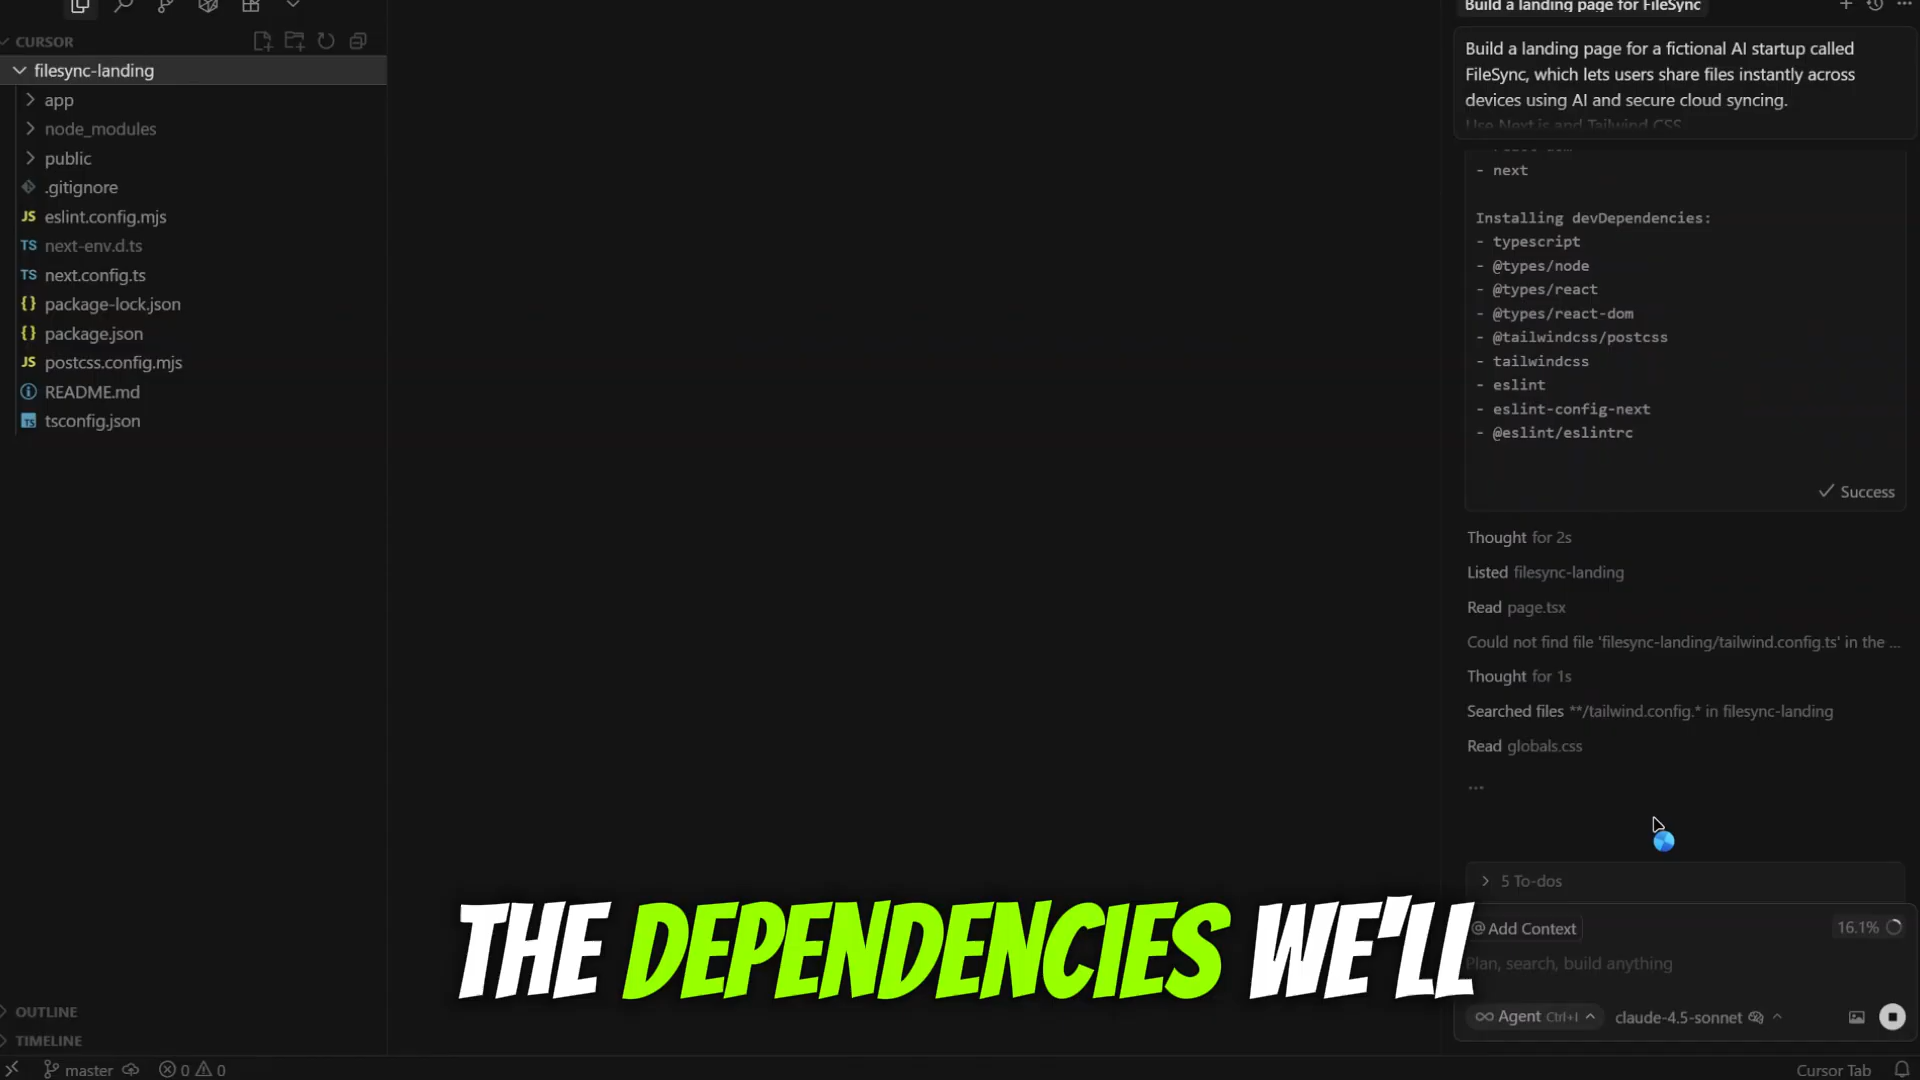 CURSOR
filesync-landing
app
node_modules
public
.gitignore
JS eslint.config.mjs
TS next-env.d.ts
TS next.config.ts
{} package-lock.json
{} package.json
JS postcss.config.mjs
README.md
TS tsconfig.json
OUTLINE
TIMELINE
master 0 0
Build a landing page for FileSync
Build a landing page for a fictional AI startup called
FileSync, which lets users share files instantly across
devices using AI and secure cloud syncing.
Use Next.js and Tailwind CSS
- next
Installing devDependencies:
- typescript
- @types/node
- @types/react
- @types/react-dom
- @tailwindcss/postcss
- tailwindcss
- eslint
- eslint-config-next
- @eslint/eslintrc
Success
Thought for 2s
Listed filesync-landing
Read page.tsx
Could not find file 'filesync-landing/tailwind.config.ts' in the ...
Thought for 1s
Searched files **/tailwind.config.* in filesync-landing
Read globals.css
...
5 To-dos
@ Add Context 16.1%
Plan, search, build anything
Agent Ctrl+I claude-4.5-sonnet
Cursor Tab
THE DEPENDENCIES WE'LL